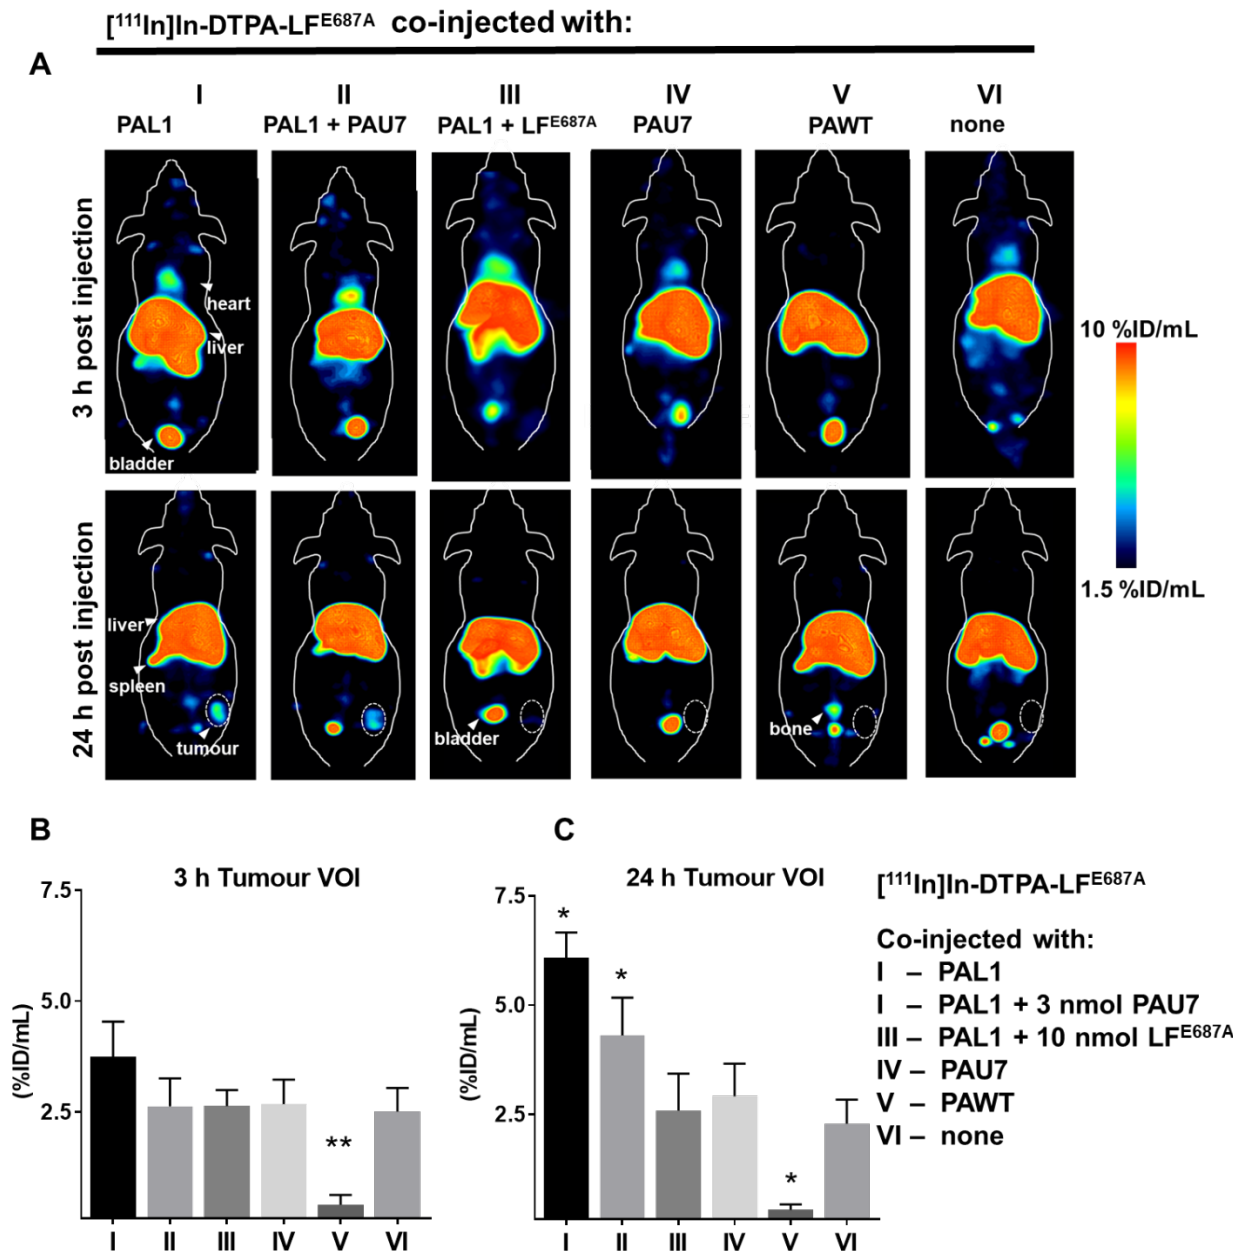 [¹¹¹In]In-DTPA-LFᴱ⁶⁸⁷ᴬ co-injected with:
A
I II III IV V VI
PAL1 PAL1 + PAU7 PAL1 + LFᴱ⁶⁸⁷ᴬ PAU7 PAWT none
3 h post injection
heart
liver
bladder
10 %ID/mL
1.5 %ID/mL
24 h post injection
liver
spleen
tumour
bladder
bone
B
3 h Tumour VOI
(%ID/mL)
7.5
5.0
2.5
**
I II III IV V VI
C
24 h Tumour VOI
(%ID/mL)
7.5
5.0
2.5
*
*
*
I II III IV V VI
[¹¹¹In]In-DTPA-LFᴱ⁶⁸⁷ᴬ
Co-injected with:
I – PAL1
I – PAL1 + 3 nmol PAU7
III – PAL1 + 10 nmol LFᴱ⁶⁸⁷ᴬ
IV – PAU7
V – PAWT
VI – none